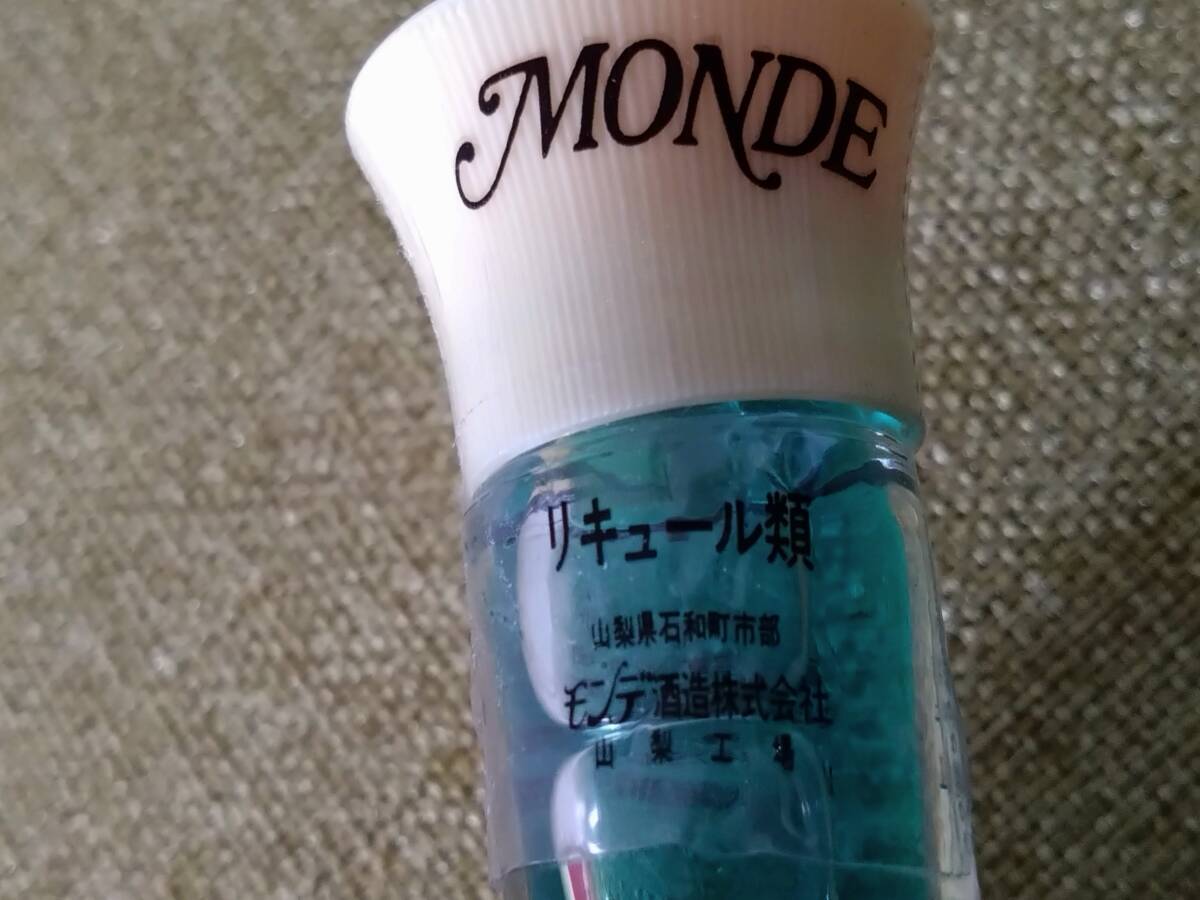 MONDE
リキュール類
山梨県石和町市部
モンデ酒造株式会社
山梨工場